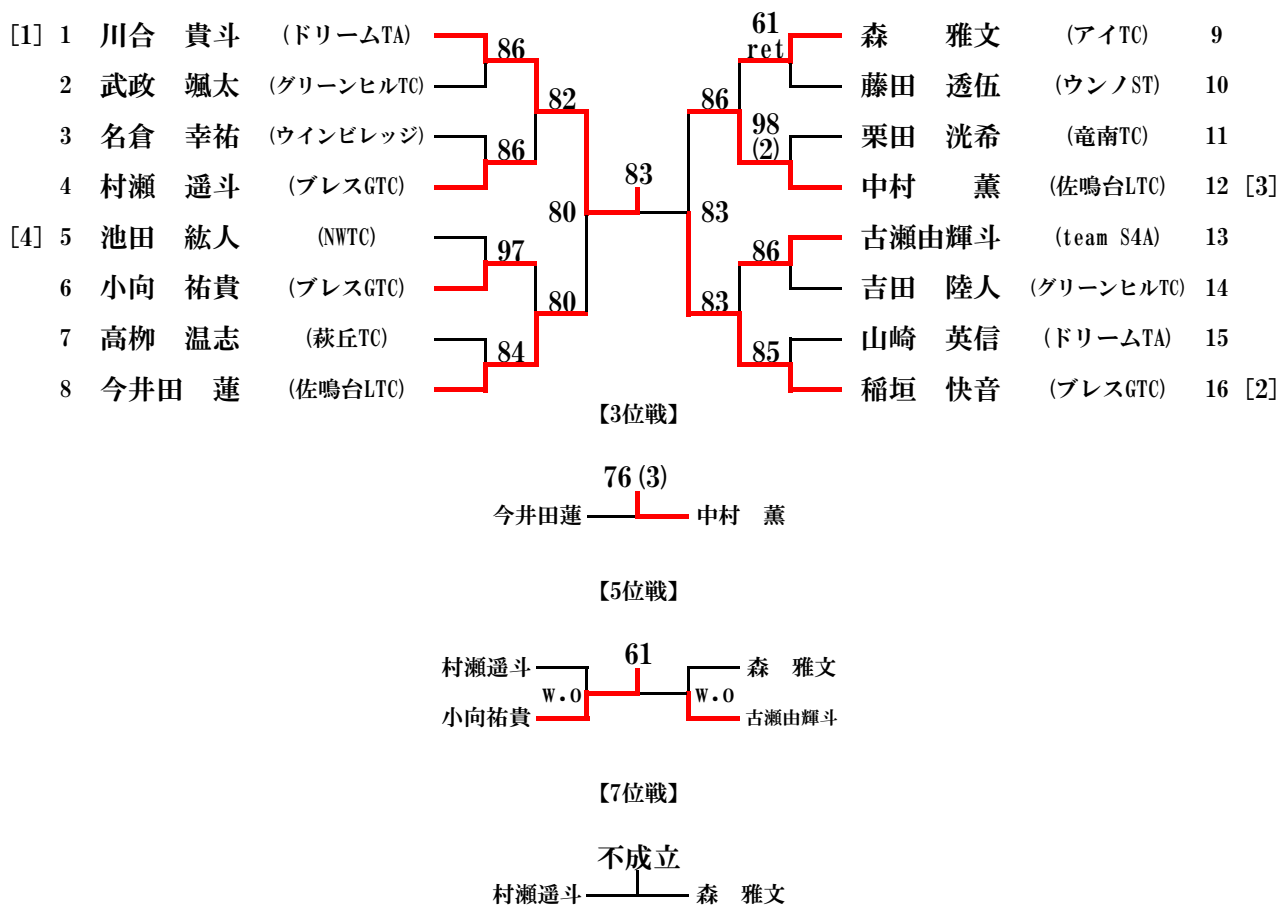 [1] 1 川合 貴斗 (ドリームTA) 86 61 ret 森 雅文 (アイTC) 9
2 武政 颯太 (グリーンヒルTC) 82 86 藤田 透伍 (ウンノST) 10
3 名倉 幸祐 (ウインビレッジ) 86 98 (2) 栗田 洸希 (竜南TC) 11
4 村瀬 遥斗 (ブレスGTC) 83 中村 薫 (佐鳴台LTC) 12 [3]
80 83
[4] 5 池田 紘人 (NWTC) 97 86 古瀬由輝斗 (team S4A) 13
6 小向 祐貴 (ブレスGTC) 80 83 吉田 陸人 (グリーンヒルTC) 14
7 高栁 温志 (萩丘TC) 84 85 山崎 英信 (ドリームTA) 15
8 今井田 蓮 (佐鳴台LTC) 稲垣 快音 (ブレスGTC) 16 [2]
【3位戦】
76 (3)
今井田蓮 中村 薫
【5位戦】
村瀬遥斗 61 森 雅文
w.o w.o
小向祐貴 古瀬由輝斗
【7位戦】
不成立
村瀬遥斗 森 雅文